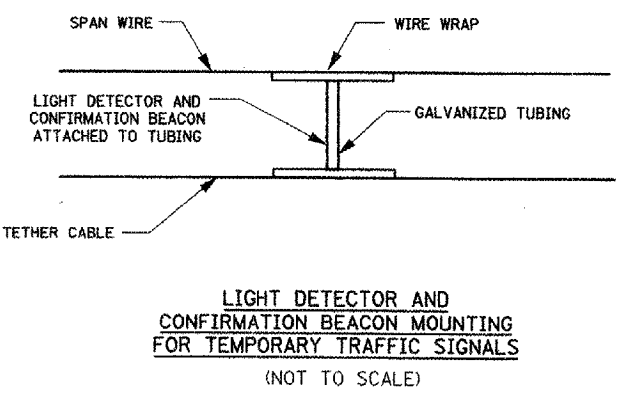 SPAN WIRE
WIRE WRAP
LIGHT DETECTOR AND
CONFIRMATION BEACON
ATTACHED TO TUBING
GALVANIZED TUBING
TETHER CABLE
LIGHT DETECTOR AND
CONFIRMATION BEACON MOUNTING
FOR TEMPORARY TRAFFIC SIGNALS
(NOT TO SCALE)